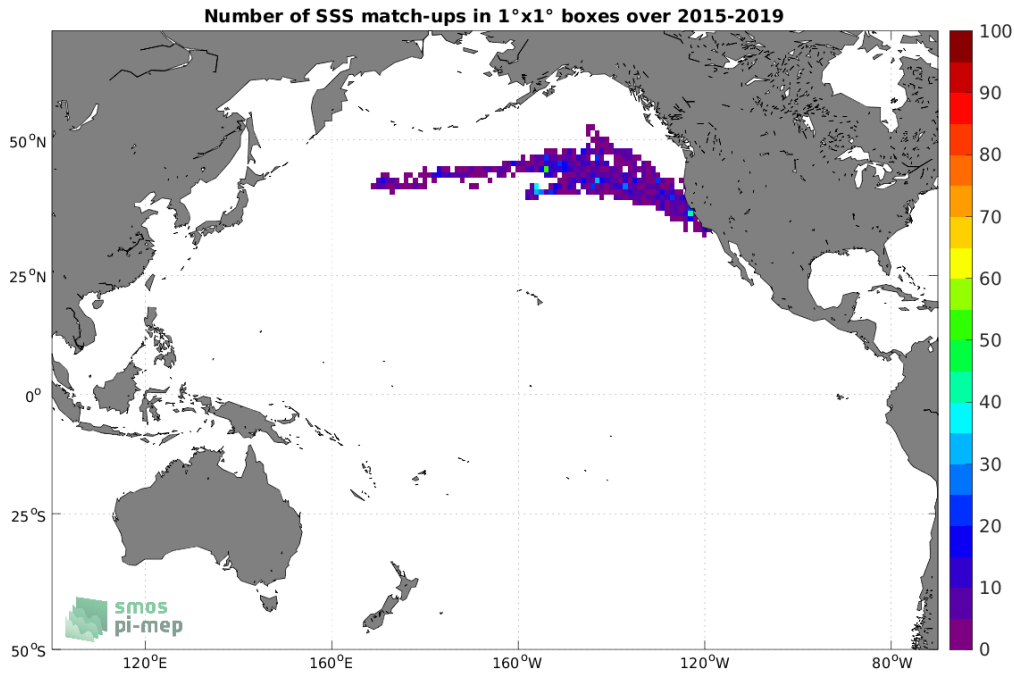 Number of SSS match-ups in 1°x1° boxes over 2015-2019
100
90
80
70
60
50
40
30
20
10
0
50°N
25°N
0°
25°S
50°S
120°E
160°E
160°W
120°W
80°W
smos
pi-mep